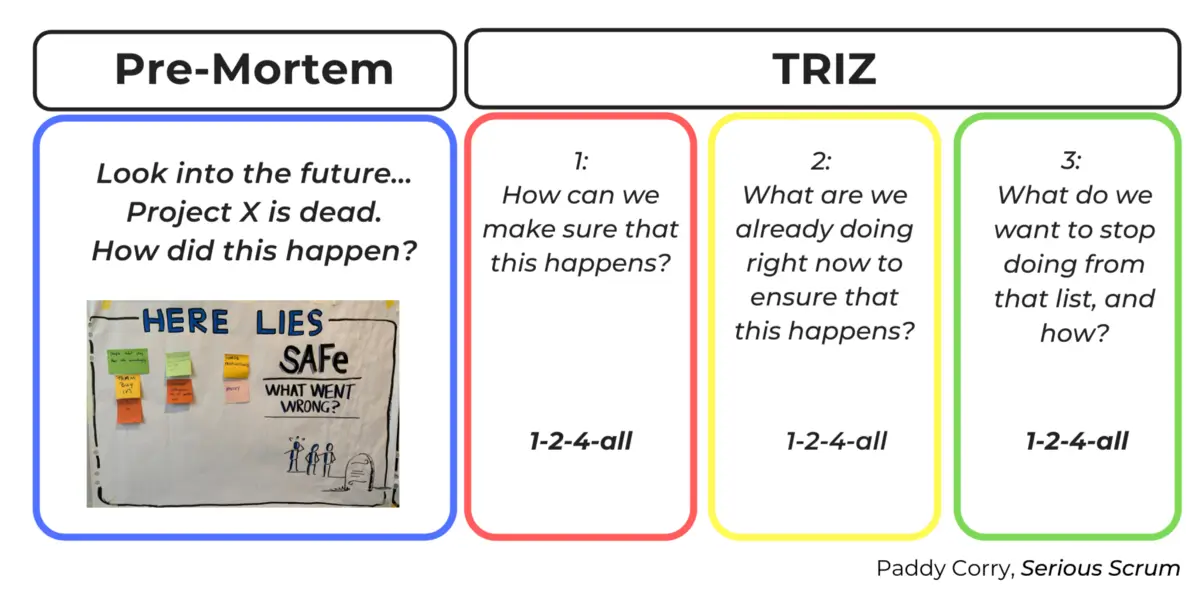 Pre-Mortem
TRIZ
Look into the future...
Project X is dead.
How did this happen?
HERE LIES
SAFe
WHAT WENT
WRONG?
TEAM
BUY
IN?
1:
How can we
make sure that
this happens?
1-2-4-all
2:
What are we
already doing
right now to
ensure that
this happens?
1-2-4-all
3:
What do we
want to stop
doing from
that list, and
how?
1-2-4-all
Paddy Corry, Serious Scrum